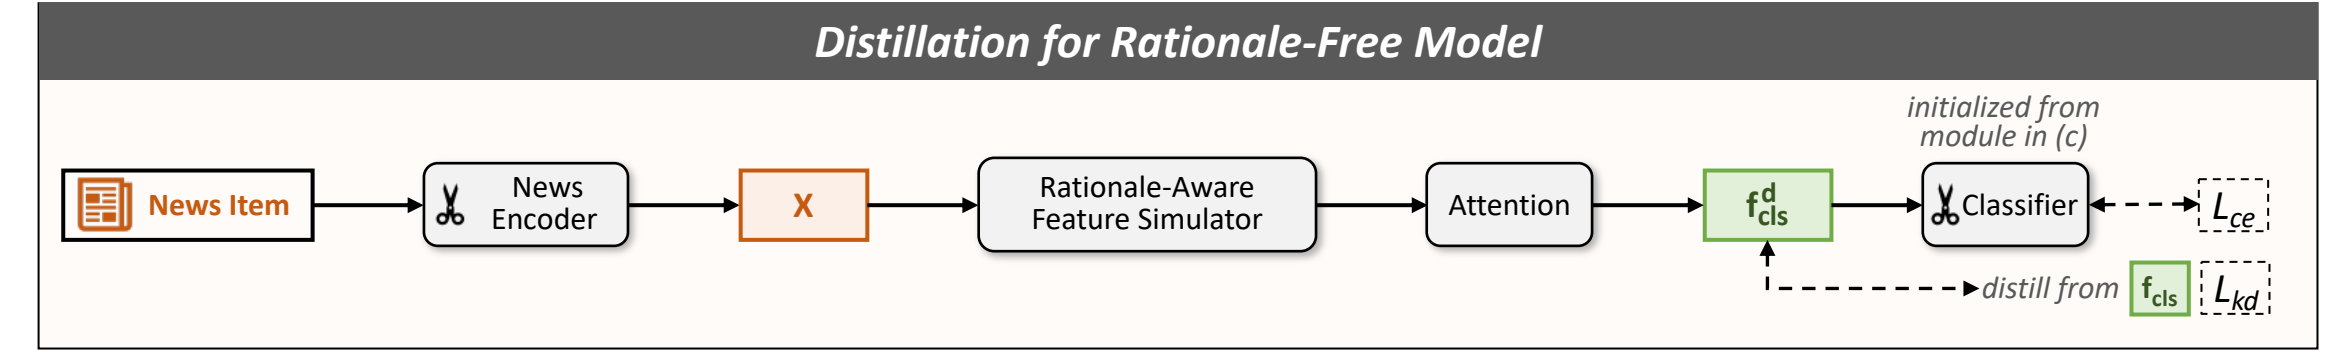 Distillation for Rationale-Free Model
initialized from
module in (c)
News Item
News
Encoder
X
Rationale-Aware
Feature Simulator
Attention
f^d_cls
Classifier
L_ce
distill from
f_cls
L_kd